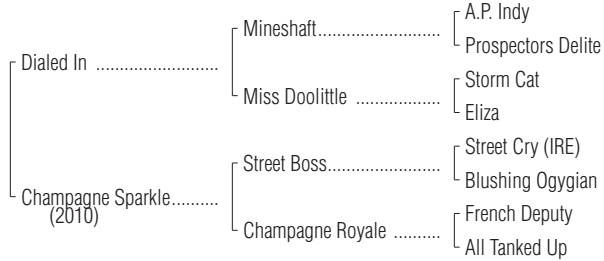 A.P. Indy
Mineshaft..........................
Prospectors Delite
Dialed In ..........................
Storm Cat
Miss Doolittle ..................
Eliza
Street Cry (IRE)
Street Boss........................
Blushing Ogygian
Champagne Sparkle..........
(2010)
French Deputy
Champagne Royale ..........
All Tanked Up